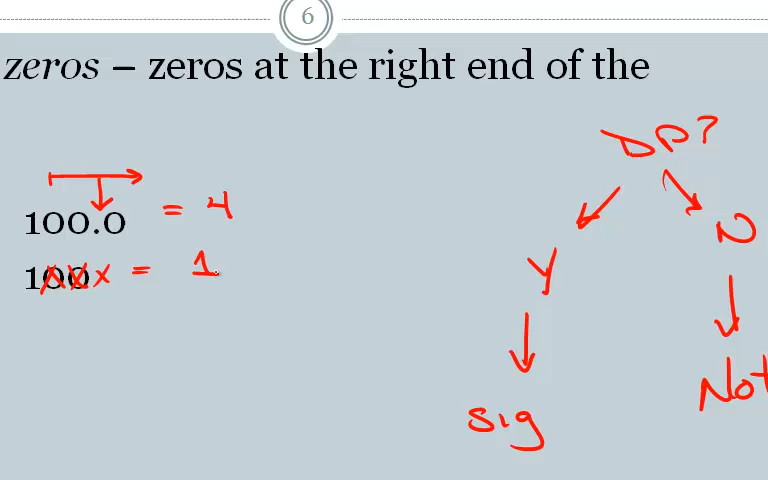 6
zeros – zeros at the right end of the
DP?
100.0 = 4
N
100 x = 1
Y
Not
sig